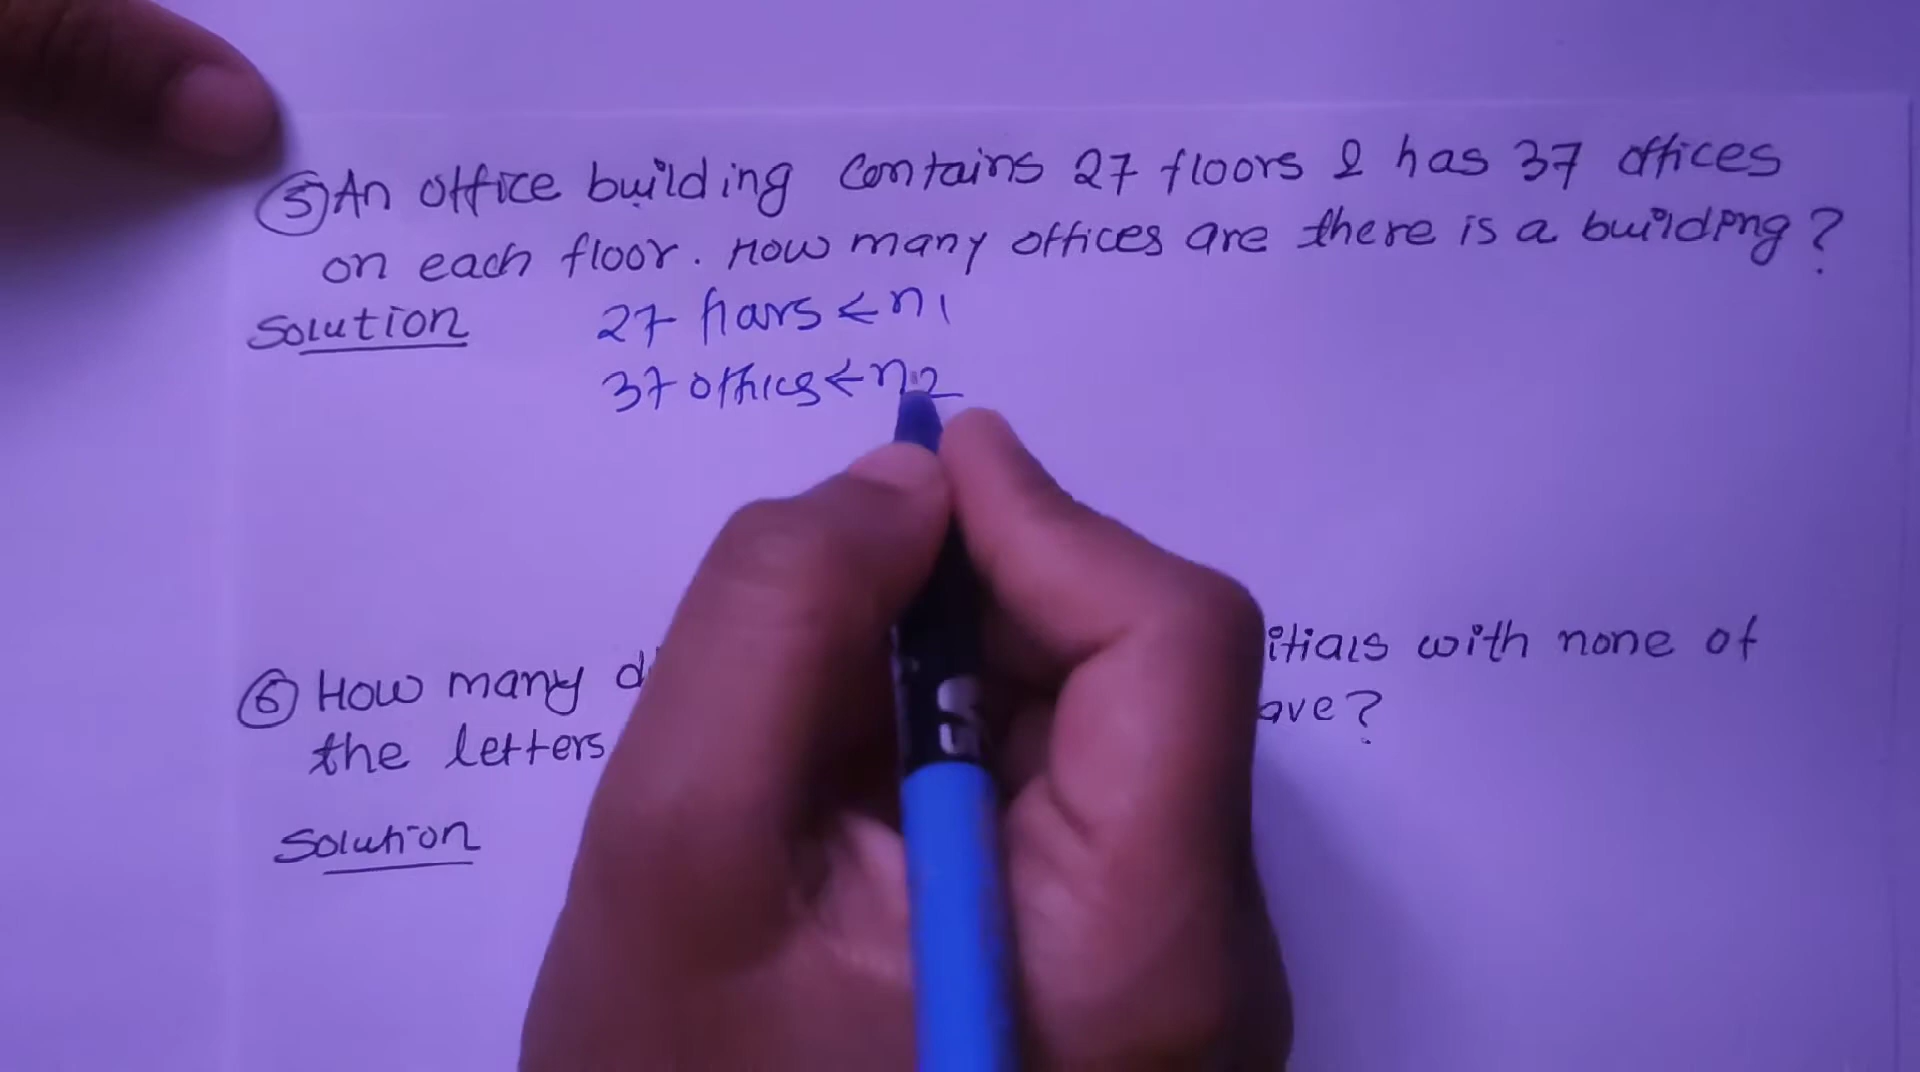 ⑤ An office building contains 27 floors & has 37 offices
on each floor. How many offices are there is a building?
Solution
27 floors ← n1
37 offices ← n2
⑥ How many itials with none of
the letters ave?
Solution